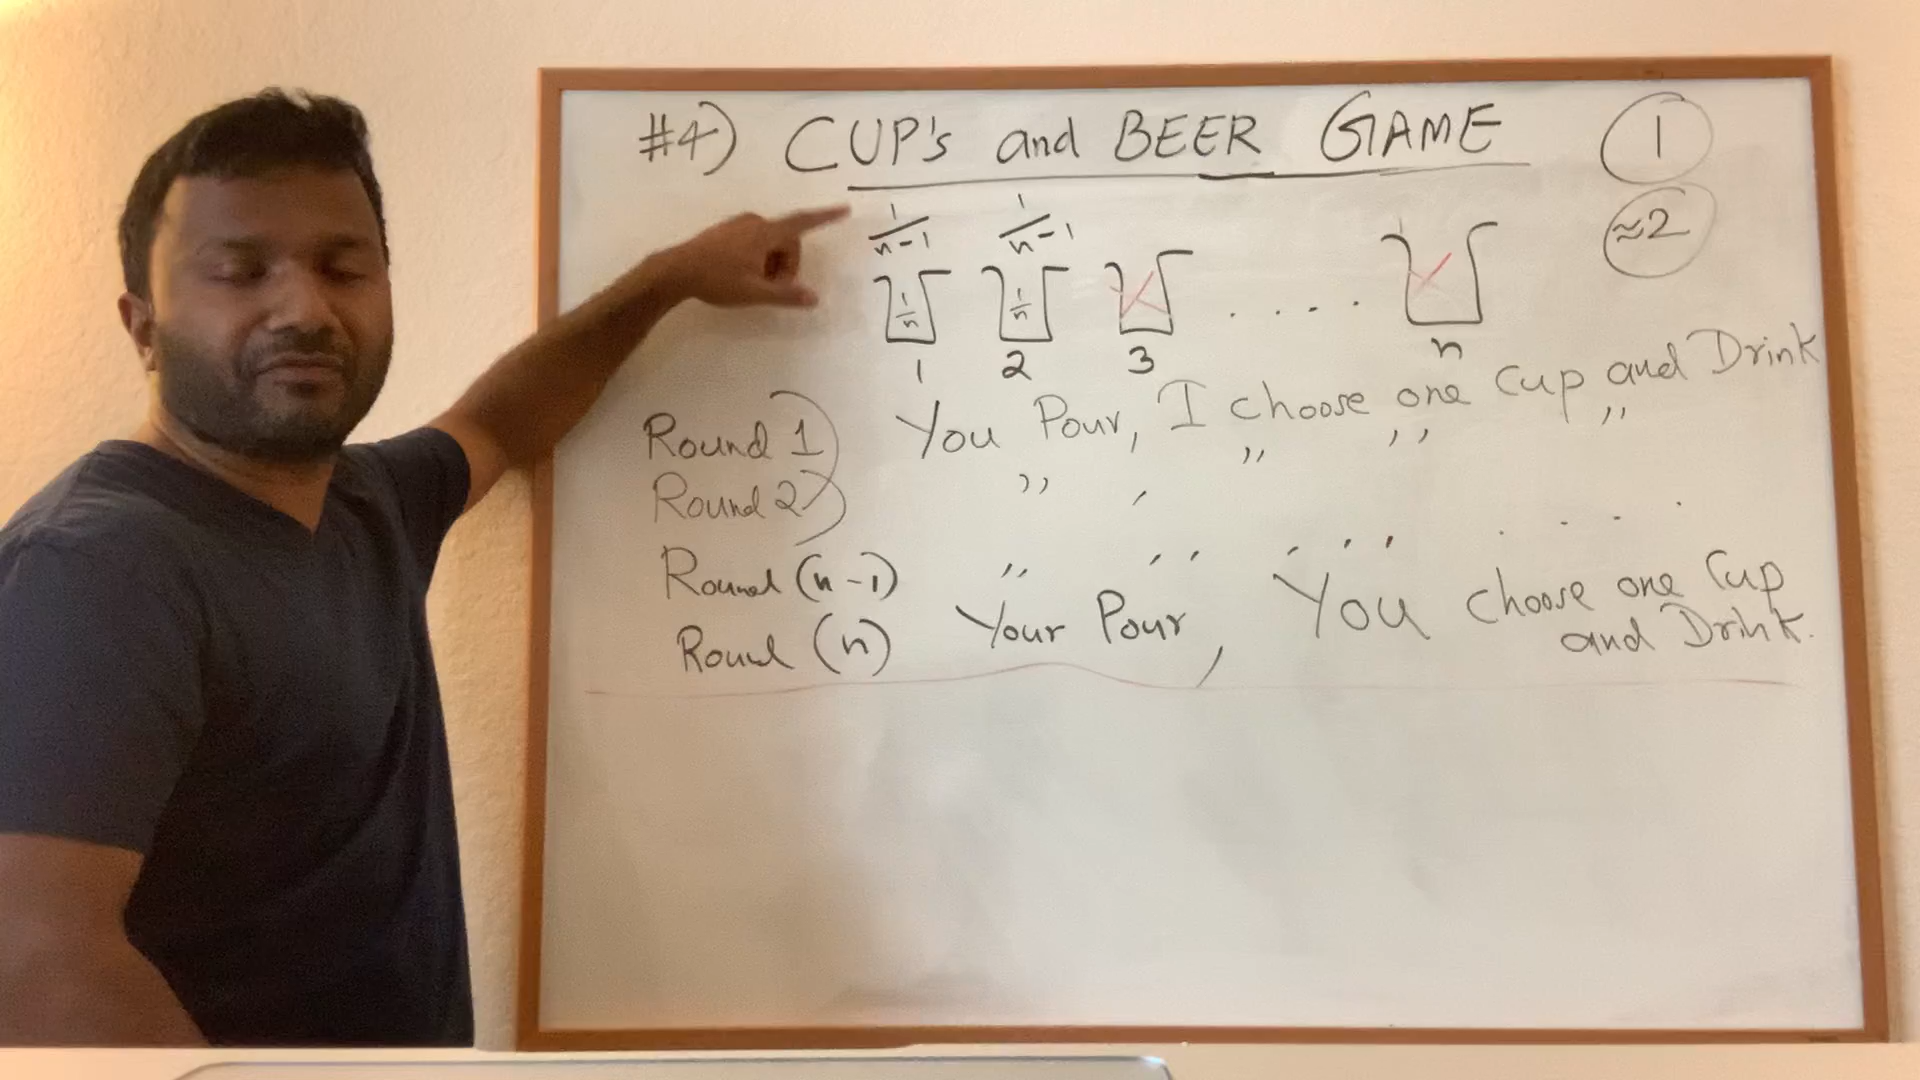 #4) CUP's and BEER GAME
1
≈2
1/n-1 1/n-1
1/n 1/n
1 2 3 . . . . . n
Round 1) You Pour, I choose one Cup and Drink
Round 2) ,, , ,, ,, ,,
Round (n-1) ,, ,, . . . . . . .
Round (n) Your Pour, You choose one Cup
and Drink.